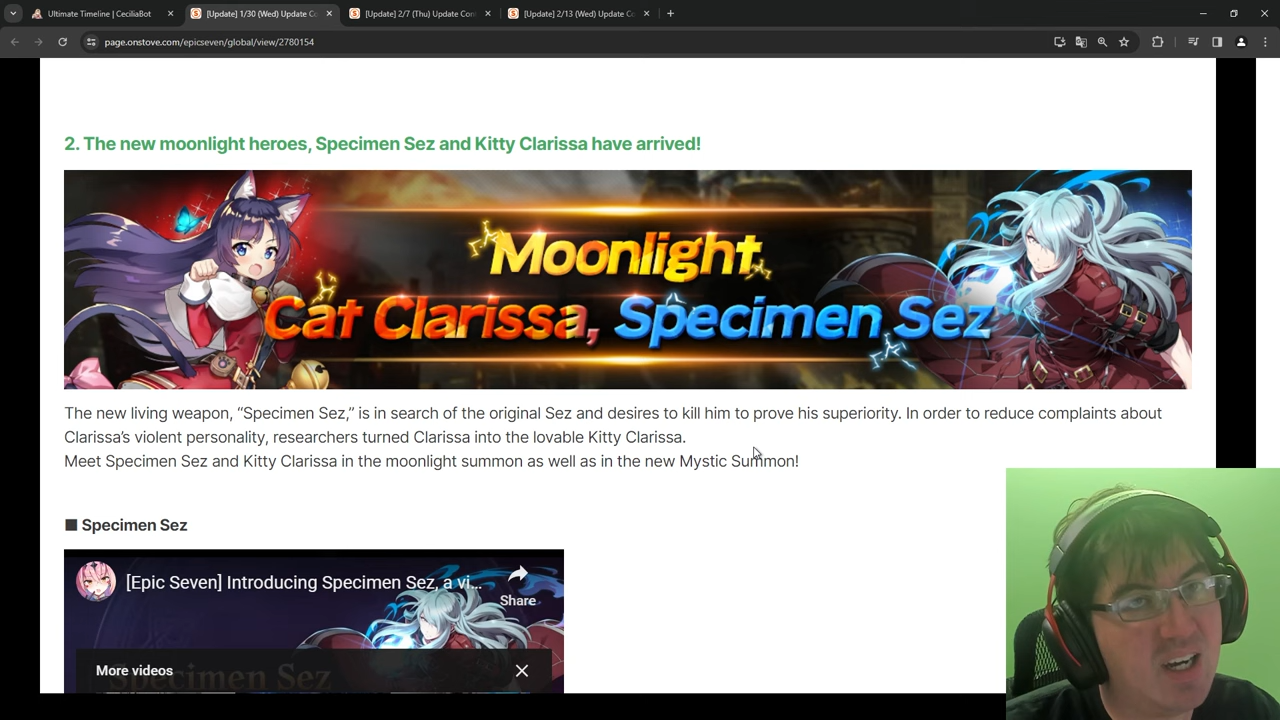 Ultimate Timeline | CeciliaBot
[Update] 1/30 (Wed) Update Co
[Update] 2/7 (Thu) Update Con
[Update] 2/13 (Wed) Update Co
page.onstove.com/epicseven/global/view/2780154
2. The new moonlight heroes, Specimen Sez and Kitty Clarissa have arrived!
Moonlight
Cat Clarissa, Specimen Sez
The new living weapon, “Specimen Sez,” is in search of the original Sez and desires to kill him to prove his superiority. In order to reduce complaints about
Clarissa’s violent personality, researchers turned Clarissa into the lovable Kitty Clarissa.
Meet Specimen Sez and Kitty Clarissa in the moonlight summon as well as in the new Mystic Summon!
■ Specimen Sez
[Epic Seven] Introducing Specimen Sez, a vi...
Share
More videos
Specimen Sez